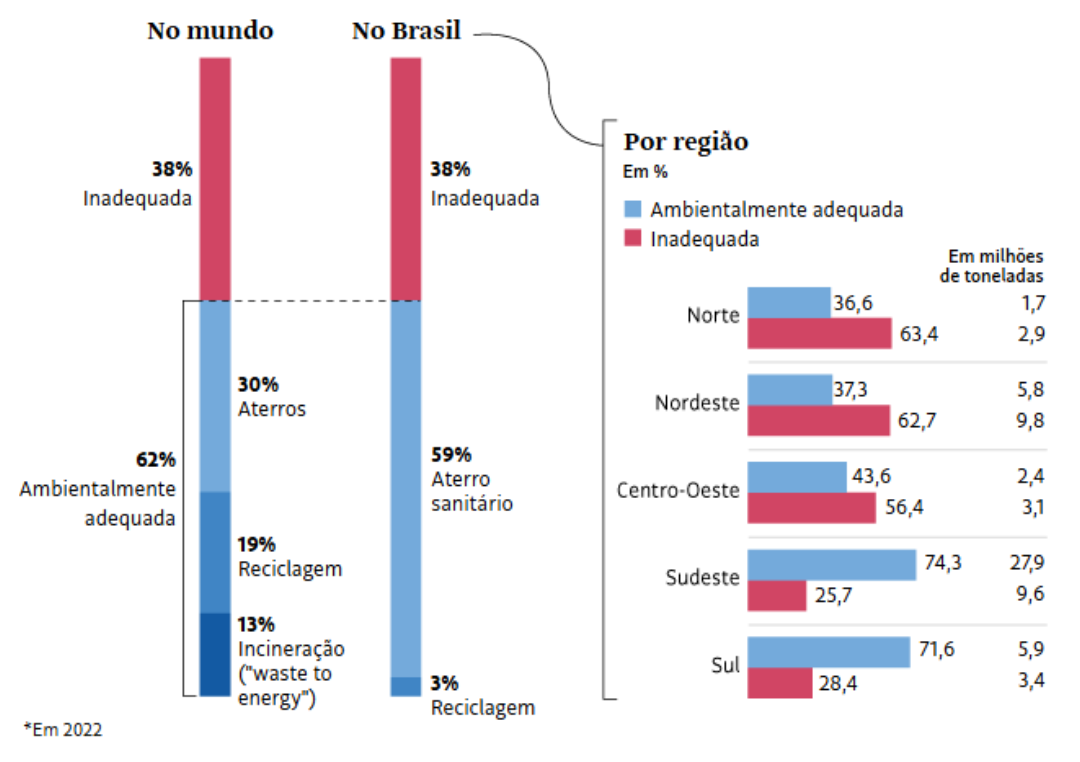 No mundo
38%
Inadequada
62%
Ambientalmente
adequada
30%
Aterros
19%
Reciclagem
13%
Incineração
("waste to
energy")
No Brasil
38%
Inadequada
59%
Aterro
sanitário
3%
Reciclagem
Por região
Em %
Ambientalmente adequada
Inadequada
Em milhões
de toneladas
Norte
36,6 1,7
63,4 2,9
Nordeste
37,3 5,8
62,7 9,8
Centro-Oeste
43,6 2,4
56,4 3,1
Sudeste
74,3 27,9
25,7 9,6
Sul
71,6 5,9
28,4 3,4
*Em 2022